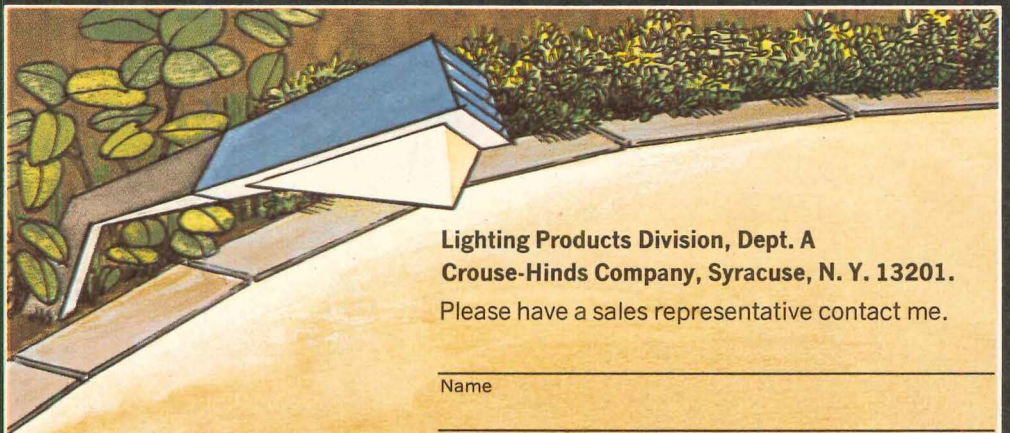 Lighting Products Division, Dept. A
Crouse-Hinds Company, Syracuse, N. Y. 13201.
Please have a sales representative contact me.
Name